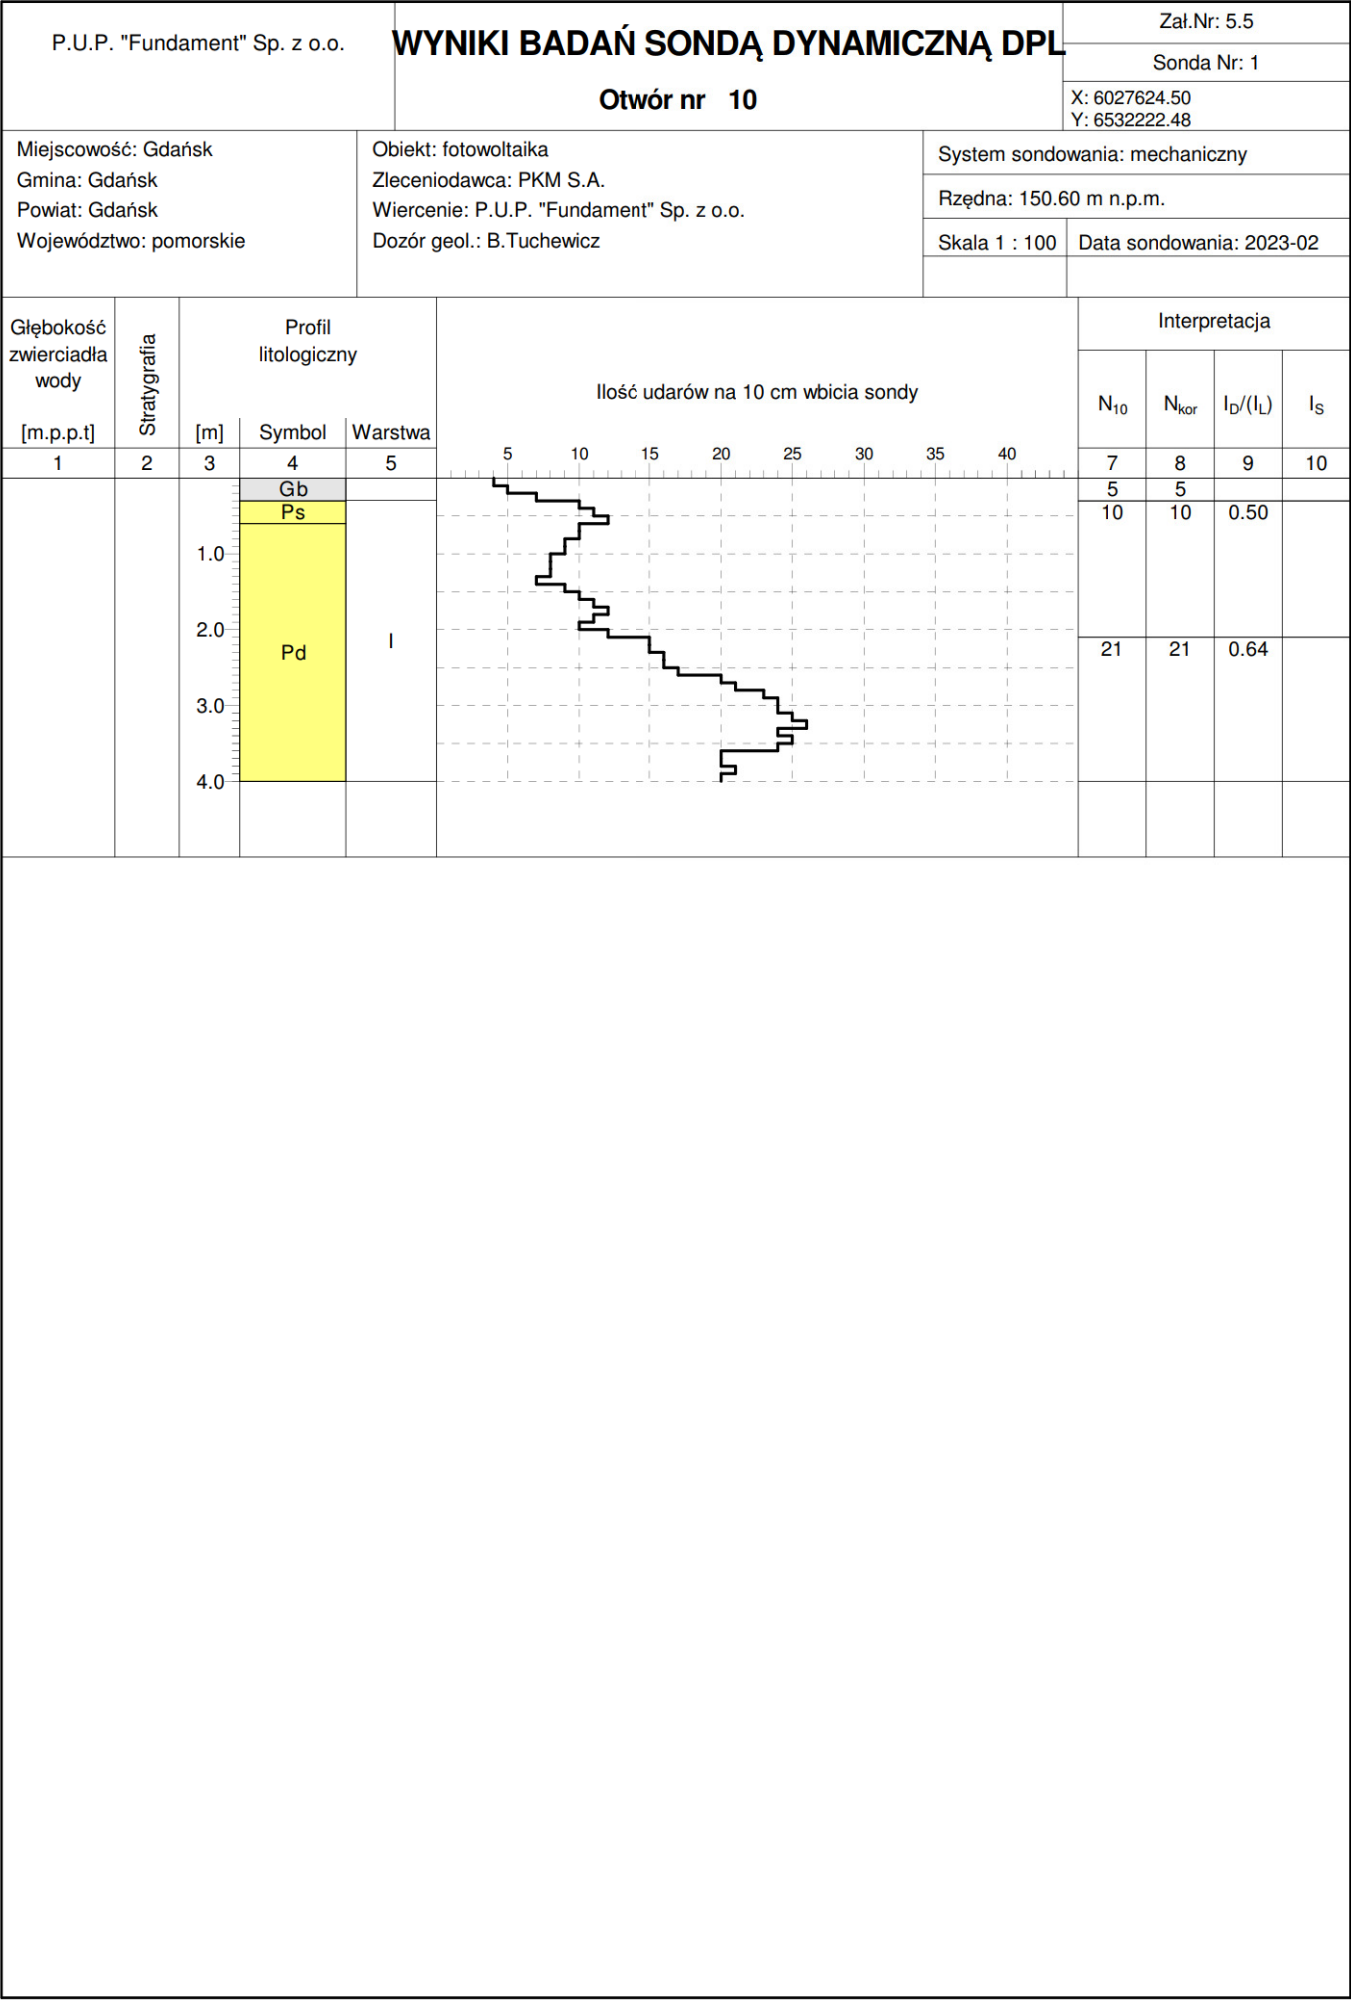 P.U.P. "Fundament" Sp. z o.o.
WYNIKI BADAŃ SONDĄ DYNAMICZNĄ DPL
Otwór nr 10
Zał.Nr: 5.5
Sonda Nr: 1
X: 6027624.50
Y: 6532222.48
Miejscowość: Gdańsk
Gmina: Gdańsk
Powiat: Gdańsk
Województwo: pomorskie
Obiekt: fotowoltaika
Zleceniodawca: PKM S.A.
Wiercenie: P.U.P. "Fundament" Sp. z o.o.
Dozór geol.: B.Tuchewicz
System sondowania: mechaniczny
Rzędna: 150.60 m n.p.m.
Skala 1 : 100 Data sondowania: 2023-02
Głębokość
zwierciadła
wody
[m.p.p.t]
Stratygrafia
Profil
litologiczny
[m] Symbol Warstwa
Ilość udarów na 10 cm wbicia sondy
Interpretacja
N10 Nkor ID/(IL) IS
5 10 15 20 25 30 35 40
1 2 3 4 5 7 8 9 10
Gb 5 5
Ps 10 10 0.50
1.0
2.0
I
Pd 21 21 0.64
3.0
4.0